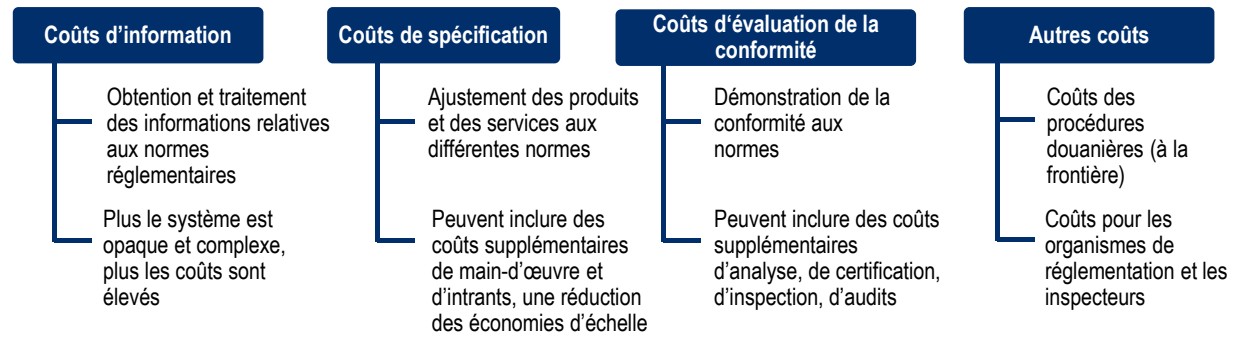 Coûts d’information
Obtention et traitement
des informations relatives
aux normes
réglementaires
Plus le système est
opaque et complexe,
plus les coûts sont
élevés
Coûts de spécification
Ajustement des produits
et des services aux
différentes normes
Peuvent inclure des
coûts supplémentaires
de main-d’œuvre et
d’intrants, une réduction
des économies d’échelle
Coûts d‘évaluation de la
conformité
Démonstration de la
conformité aux
normes
Peuvent inclure des coûts
supplémentaires
d’analyse, de certification,
d’inspection, d’audits
Autres coûts
Coûts des
procédures
douanières (à la
frontière)
Coûts pour les
organismes de
réglementation et les
inspecteurs